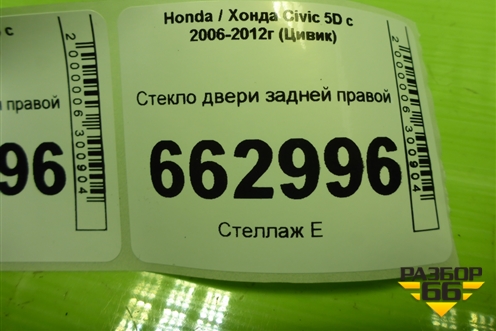 Honda / Хонда Civic 5D с
2006-2012г (Цивик)
Стекло двери задней правой
662996
Стеллаж Е
2000006300904
с
правой
96
2000006300904
РАЗБОР
66